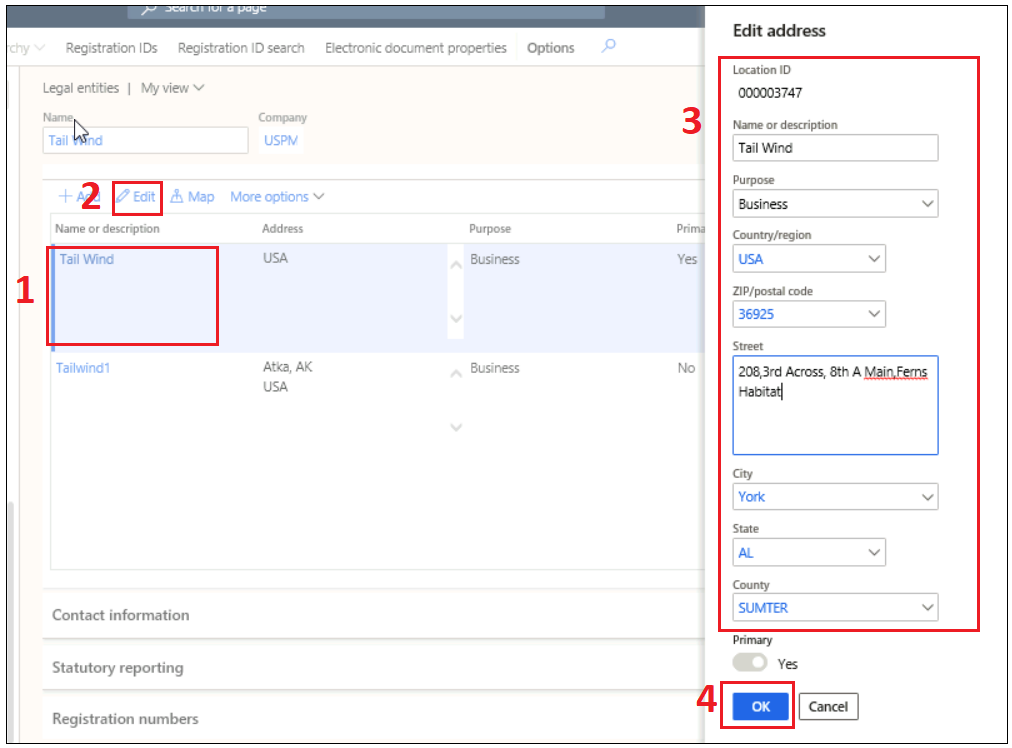 Search for a page
Registration IDs Registration ID search Electronic document properties Options
Legal entities | My view
Name Company
Tail Wind USPM
2 Edit Map More options
Name or description Address Purpose
1 Tail Wind USA Business Yes
Tailwind1 Atka, AK Business No
USA
Contact information
Statutory reporting
Registration numbers
Edit address
Location ID
000003747
3
Name or description
Tail Wind
Purpose
Business
Country/region
USA
ZIP/postal code
36925
Street
208,3rd Across, 8th A Main,Ferns
Habitat
City
York
State
AL
County
SUMTER
Primary
Yes
4 OK Cancel